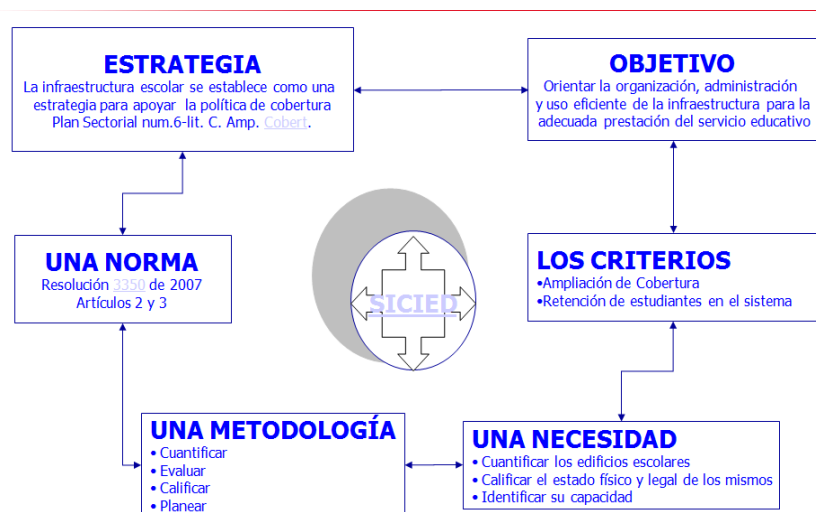 ESTRATEGIA
La infraestructura escolar se establece como una
estrategia para apoyar la política de cobertura
Plan Sectorial num.6-lit. C. Amp. Cobert.
OBJETIVO
Orientar la organización, administración
y uso eficiente de la infraestructura para la
adecuada prestación del servicio educativo
UNA NORMA
Resolución 3350 de 2007
Artículos 2 y 3
SICIED
LOS CRITERIOS
•Ampliación de Cobertura
•Retención de estudiantes en el sistema
UNA METODOLOGÍA
• Cuantificar
• Evaluar
• Calificar
• Planear
UNA NECESIDAD
• Cuantificar los edificios escolares
• Calificar el estado físico y legal de los mismos
• Identificar su capacidad